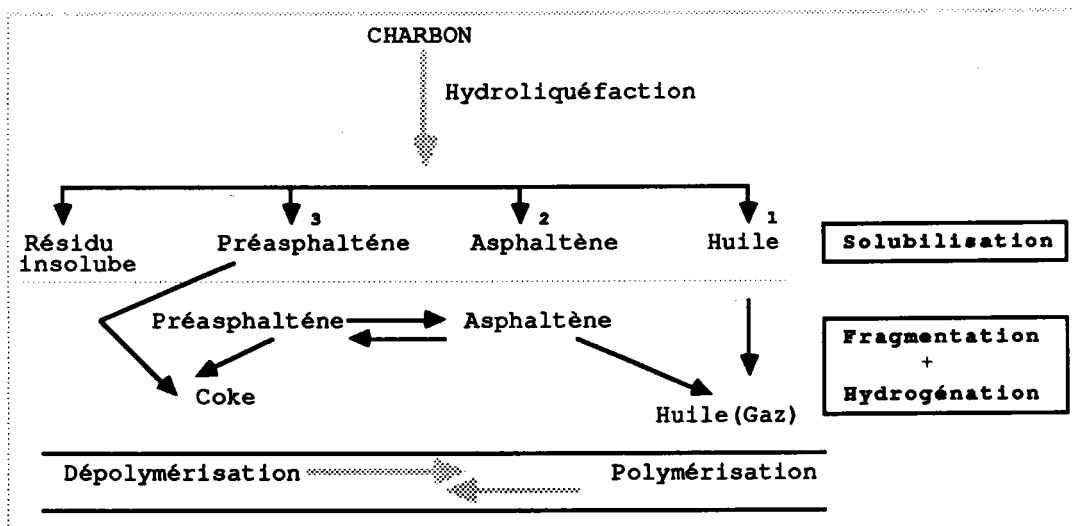 CHARBON
Hydroliquéfaction
3 2 1
Résidu Préasphalténe Asphaltène Huile Solubilisation
insolube
Préasphalténe Asphaltène
Fragmentation
+
Hydrogénation
Coke
Huile(Gaz)
Dépolymérisation Polymérisation